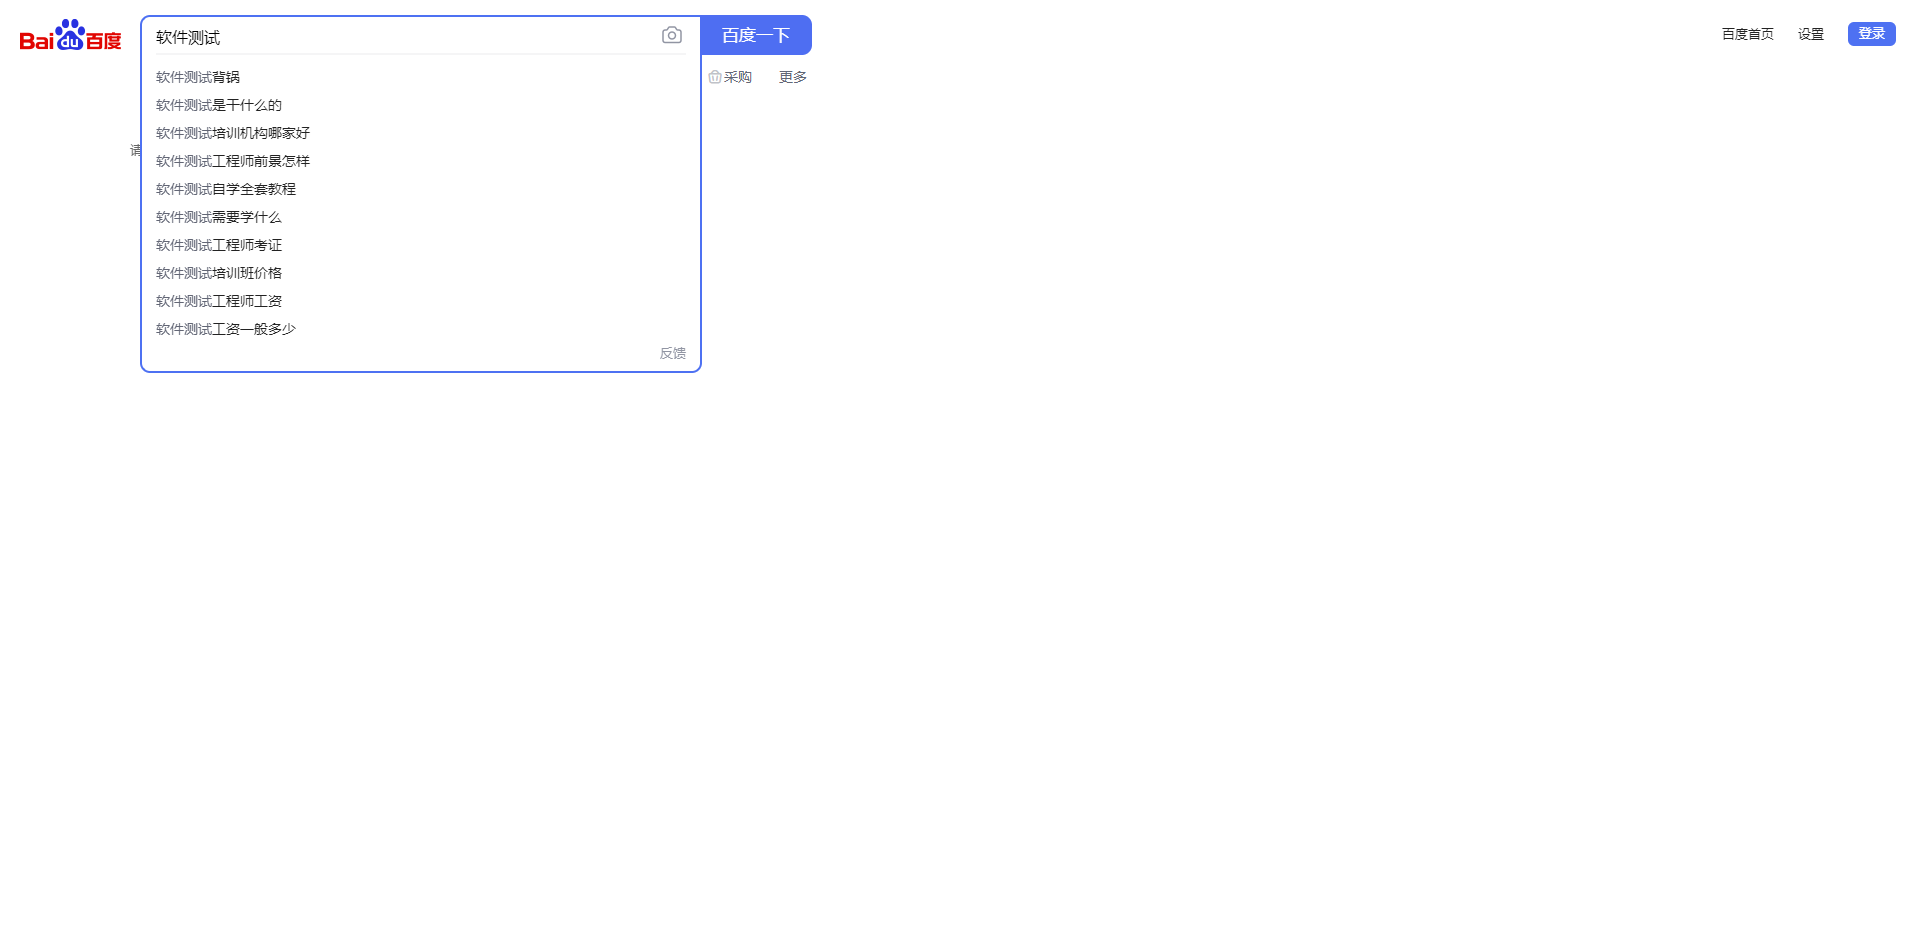 Bai du 百度
软件测试
百度一下
百度首页 设置 登录
软件测试背锅
采购 更多
软件测试是干什么的
软件测试培训机构哪家好
请
软件测试工程师前景怎样
软件测试自学全套教程
软件测试需要学什么
软件测试工程师考证
软件测试培训班价格
软件测试工程师工资
软件测试工资一般多少
反馈